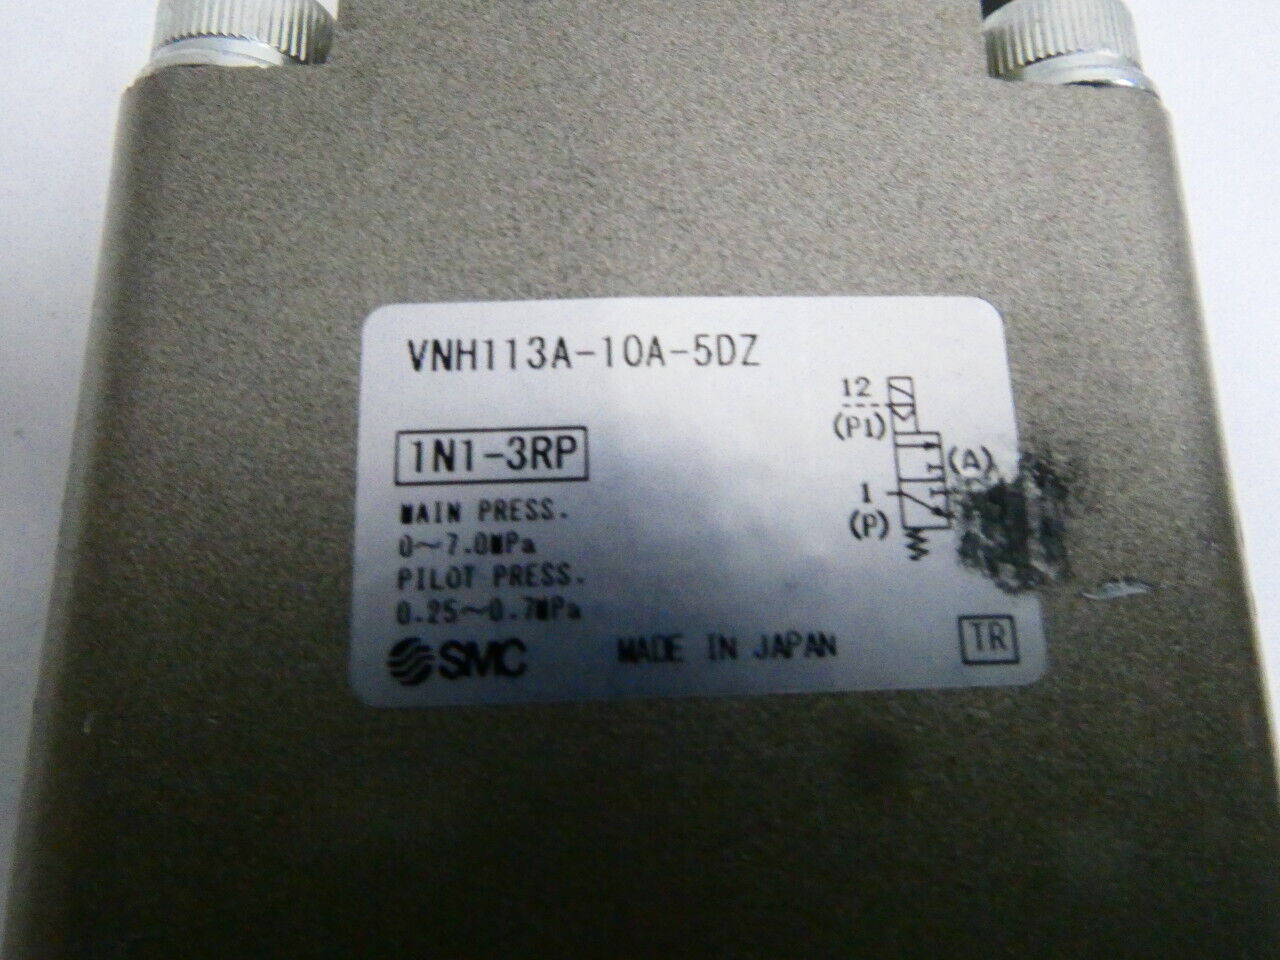 VNH113A-10A-5DZ
12
(P1)
(A)
1N1-3RP
1
(P)
MAIN PRESS.
0~7.0MPa
PILOT PRESS.
0.25~0.7MPa
SMC MADE IN JAPAN TR